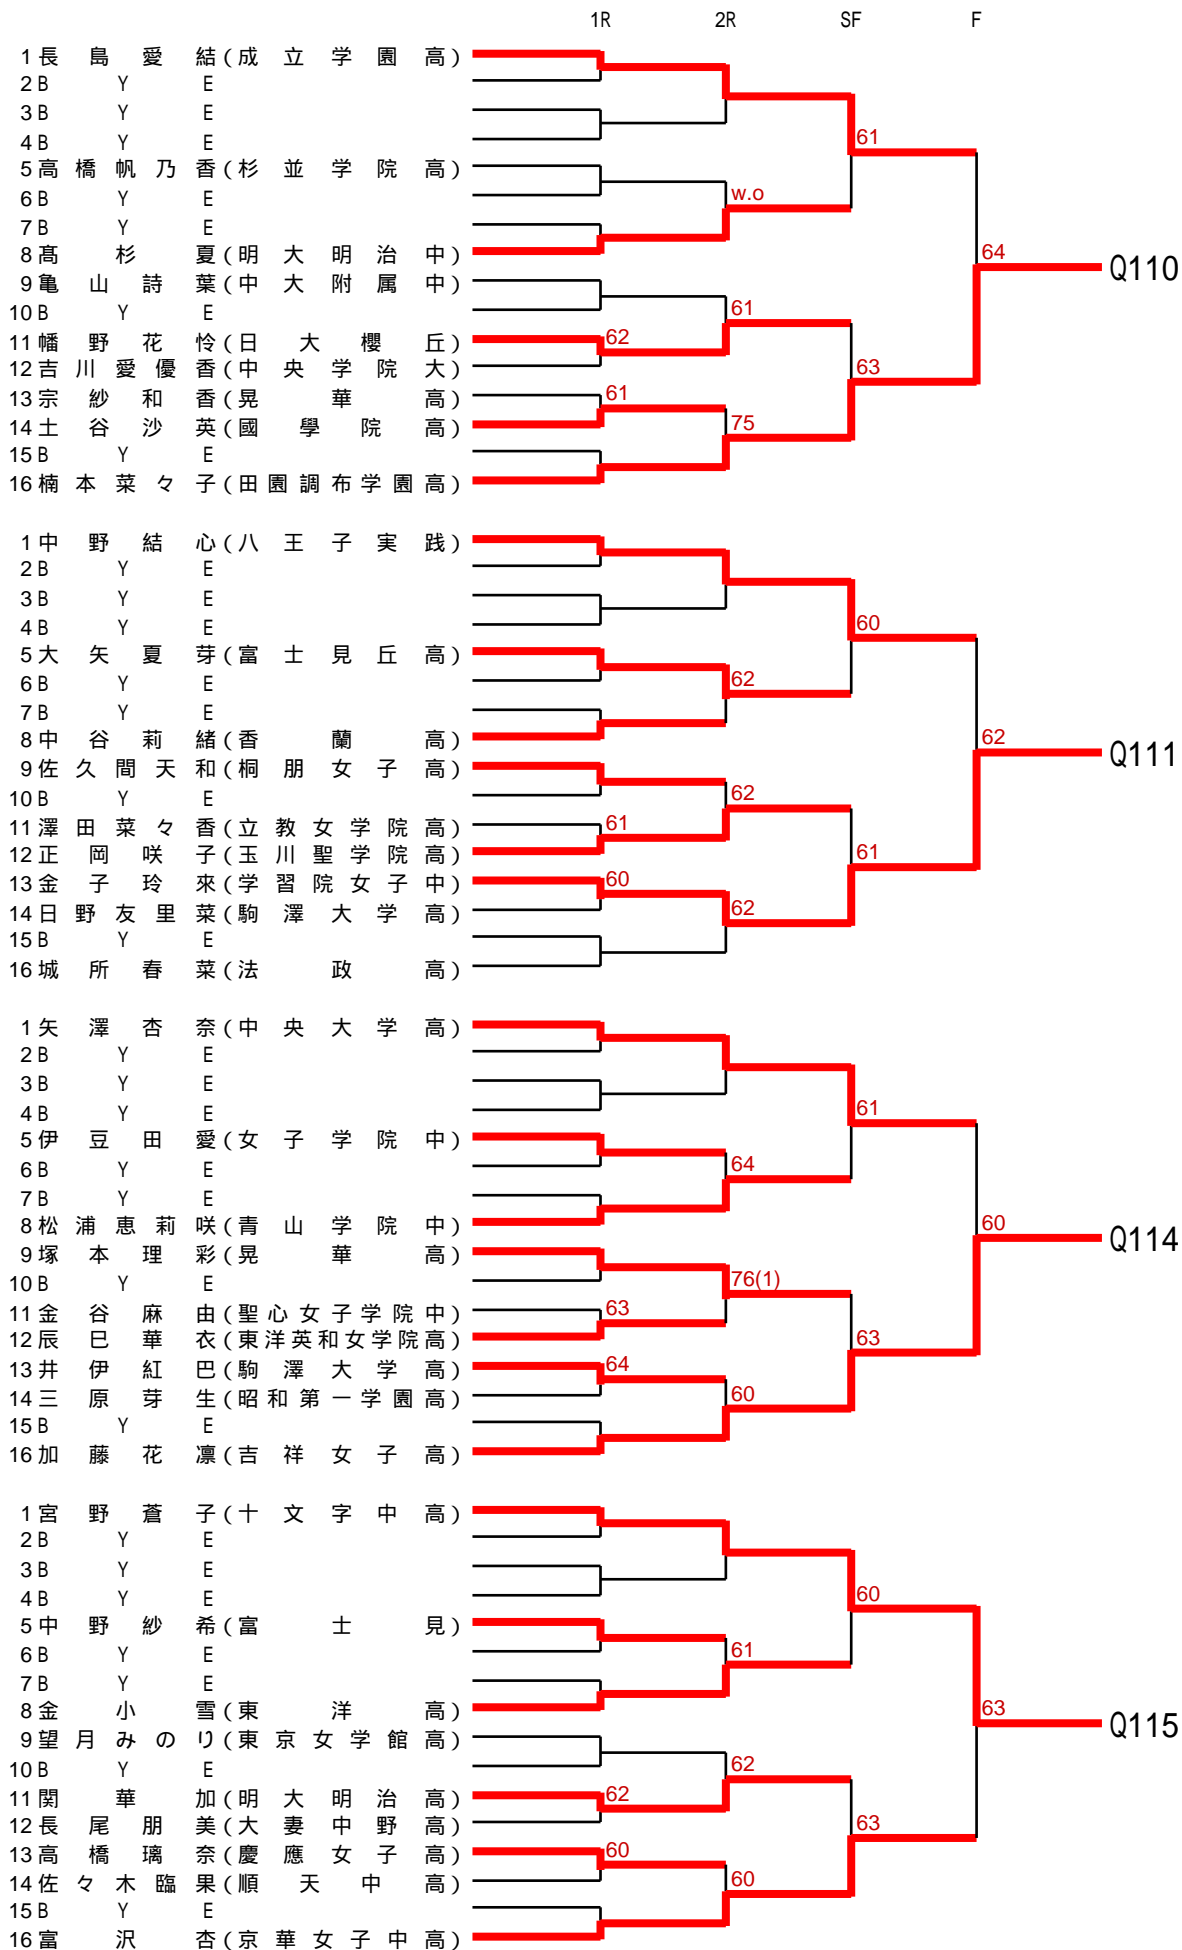 1R 2R SF F
1 長島愛結(成立学園高)
2 B Y E
3 B Y E
61
4 B Y E
5 高橋帆乃香(杉並学院高)
6 B Y E
w.o
7 B Y E
8 髙杉夏(明大明治中)
64
Q110
9 亀山詩葉(中大附属中)
10 B Y E
61
11 幡野花怜(日大櫻丘)
62
12 吉川愛優香(中央学院大)
63
13 宗紗和香(晃華高)
61
14 土谷沙英(國學院高)
75
15 B Y E
16 楠本菜々子(田園調布学園高)
1 中野結心(八王子実践)
2 B Y E
3 B Y E
4 B Y E
60
5 大矢夏芽(富士見丘高)
6 B Y E
62
7 B Y E
8 中谷莉緒(香蘭高)
62
Q111
9 佐久間天和(桐朋女子高)
10 B Y E
62
11 澤田菜々香(立教女学院高)
61
12 正岡咲子(玉川聖学院高)
61
13 金子玲來(学習院女子中)
60
14 日野友里菜(駒澤大学高)
62
15 B Y E
16 城所春菜(法政高)
1 矢澤杏奈(中央大学高)
2 B Y E
3 B Y E
4 B Y E
61
5 伊豆田愛(女子学院中)
6 B Y E
64
7 B Y E
8 松浦恵莉咲(青山学院中)
60
Q114
9 塚本理彩(晃華高)
10 B Y E
76(1)
11 金谷麻由(聖心女子学院中)
63
12 辰巳華衣(東洋英和女学院高)
63
13 井伊紅巴(駒澤大学高)
64
14 三原芽生(昭和第一学園高)
60
15 B Y E
16 加藤花凛(吉祥女子高)
1 宮野蒼子(十文字中高)
2 B Y E
3 B Y E
4 B Y E
60
5 中野紗希(富士見)
6 B Y E
61
7 B Y E
8 金小雪(東洋高)
63
Q115
9 望月みのり(東京女学館高)
10 B Y E
62
11 関華加(明大明治高)
62
12 長尾朋美(大妻中野高)
63
13 高橋璃奈(慶應女子高)
60
14 佐々木臨果(順天中高)
60
15 B Y E
16 富沢杏(京華女子中高)